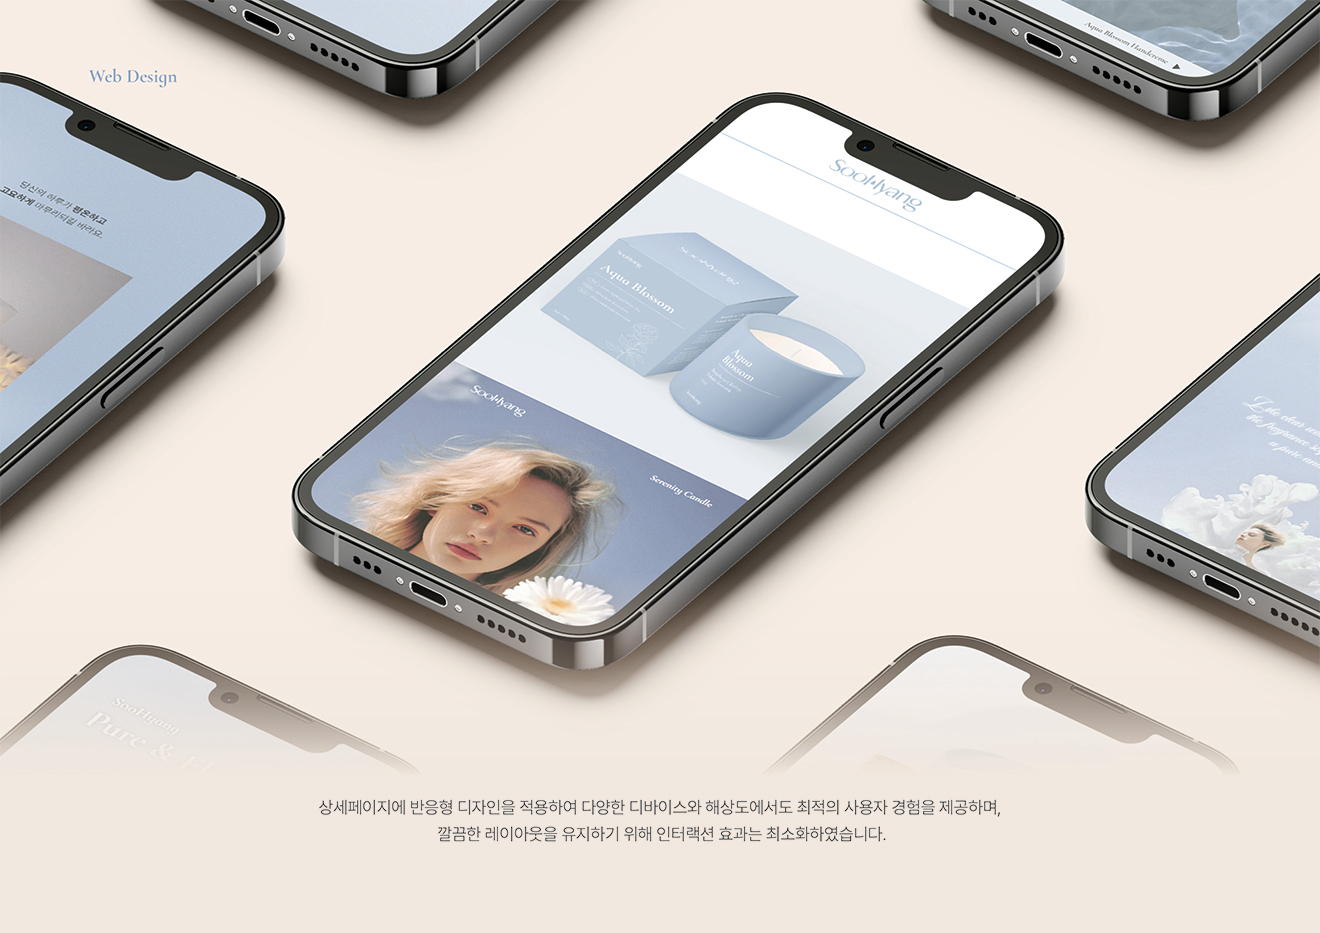 Web Design
Aqua Blossom Handcreme
당신의 하루가 평온하고
고요하게 마무리되길 바라요.
SooHyang
Aqua Blossom
Aqua
Blossom
SooHyang
Serenity Candle
SooHyang
Pure &
상세페이지에 반응형 디자인을 적용하여 다양한 디바이스와 해상도에서도 최적의 사용자 경험을 제공하며,
깔끔한 레이아웃을 유지하기 위해 인터랙션 효과는 최소화하였습니다.